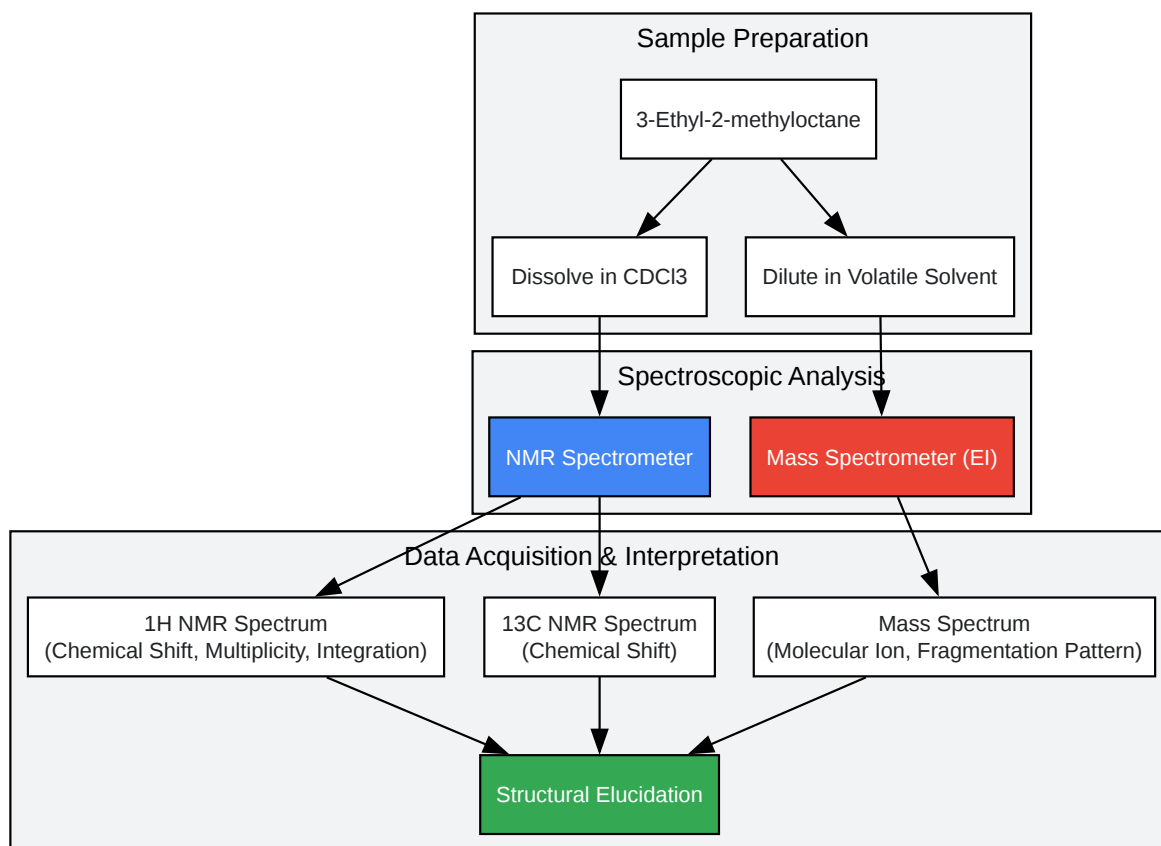 Sample Preparation
3-Ethyl-2-methyloctane
Dissolve in CDCl3
Dilute in Volatile Solvent
Spectroscopic Analysis
NMR Spectrometer
Mass Spectrometer (EI)
Data Acquisition & Interpretation
1H NMR Spectrum
(Chemical Shift, Multiplicity, Integration)
13C NMR Spectrum
(Chemical Shift)
Mass Spectrum
(Molecular Ion, Fragmentation Pattern)
Structural Elucidation